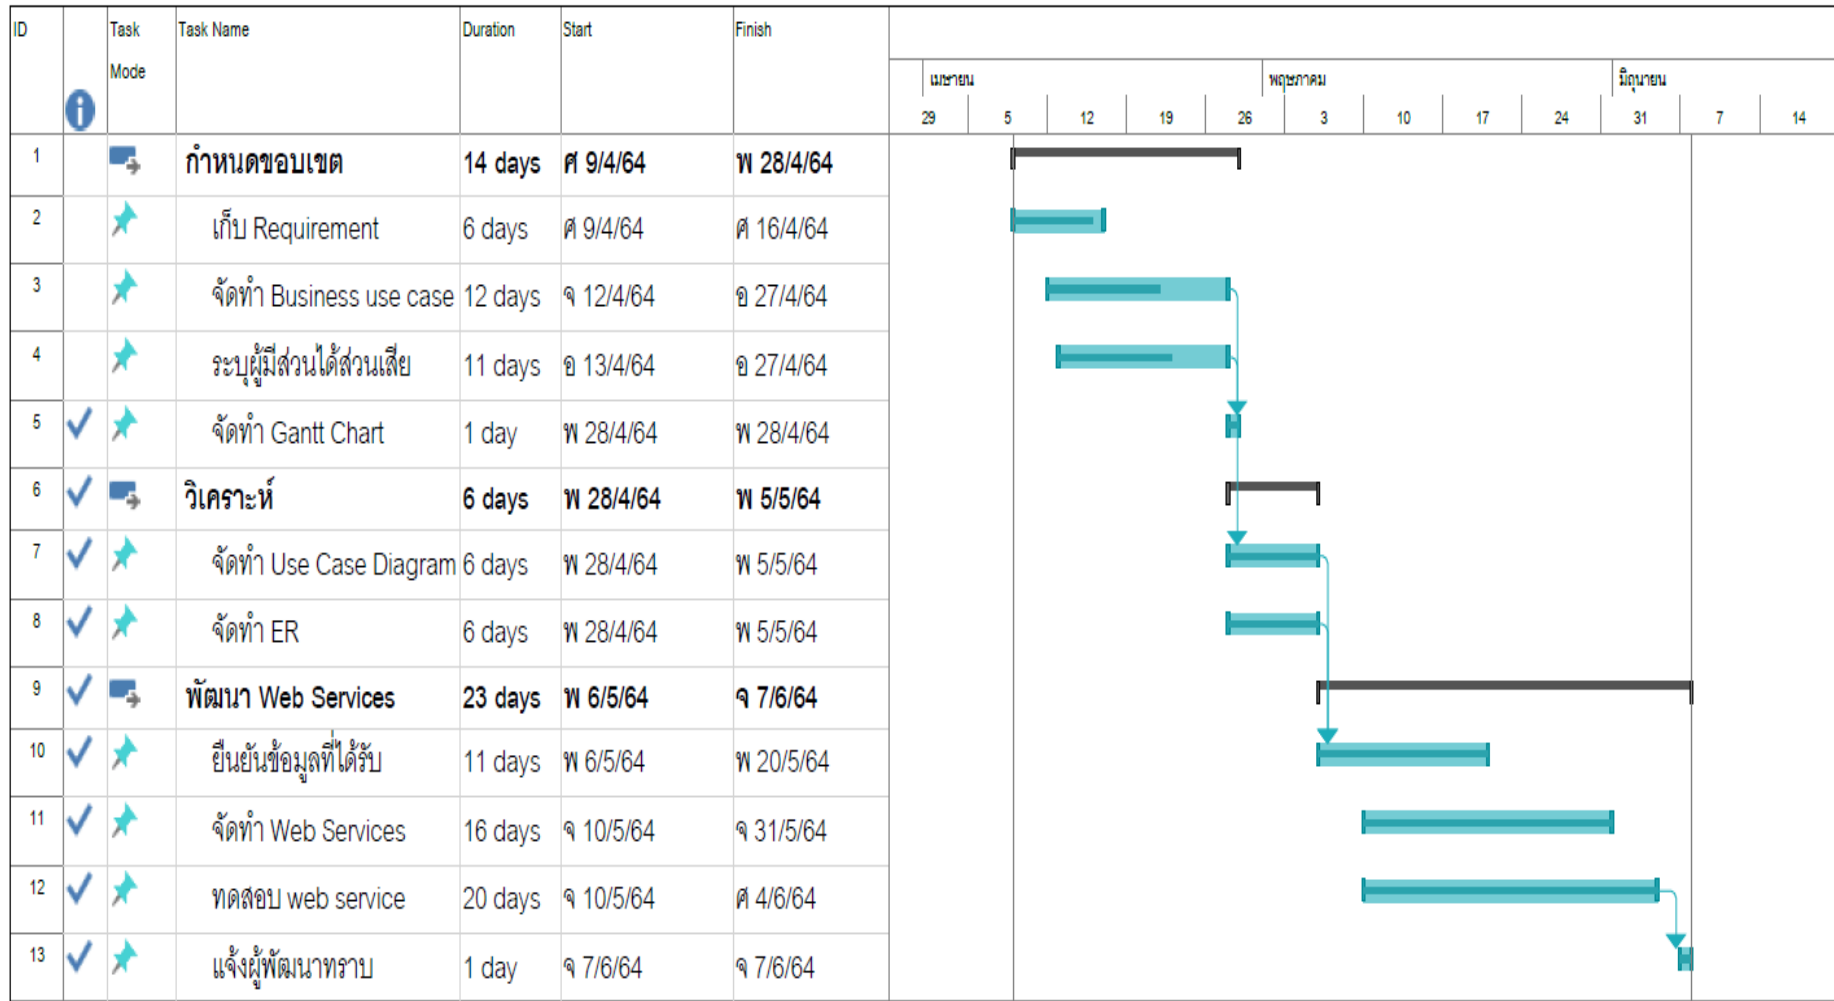 ID Task Mode Task Name Duration Start Finish
เมษายน พฤษภาคม มิถุนายน
29 5 12 19 26 3 10 17 24 31 7 14
1 กำหนดขอบเขต 14 days ศ 9/4/64 พ 28/4/64
2 เก็บ Requirement 6 days ศ 9/4/64 ศ 16/4/64
3 จัดทำ Business use case 12 days จ 12/4/64 อ 27/4/64
4 ระบุผู้มีส่วนได้ส่วนเสีย 11 days อ 13/4/64 อ 27/4/64
5 จัดทำ Gantt Chart 1 day พ 28/4/64 พ 28/4/64
6 วิเคราะห์ 6 days พ 28/4/64 พ 5/5/64
7 จัดทำ Use Case Diagram 6 days พ 28/4/64 พ 5/5/64
8 จัดทำ ER 6 days พ 28/4/64 พ 5/5/64
9 พัฒนา Web Services 23 days พ 6/5/64 จ 7/6/64
10 ยืนยันข้อมูลที่ได้รับ 11 days พ 6/5/64 พ 20/5/64
11 จัดทำ Web Services 16 days จ 10/5/64 จ 31/5/64
12 ทดสอบ web service 20 days จ 10/5/64 ศ 4/6/64
13 แจ้งผู้พัฒนาทราบ 1 day จ 7/6/64 จ 7/6/64